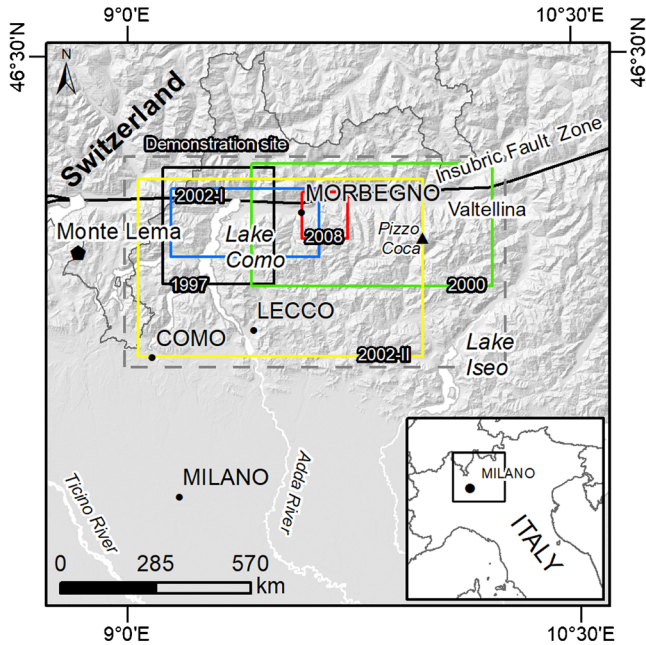 9°0'E
10°30'E
46°30'N
46°30'N
N
Switzerland
Demonstration site
Insubric Fault Zone
2002-I
MORBEGNO
Valtellina
Monte Lema
Lake
Como
2008
Pizzo
Coca
1997
2000
LECCO
COMO
2002-II
Lake
Iseo
MILANO
Adda River
Ticino River
MILANO
ITALY
0
285
570
km
9°0'E
10°30'E